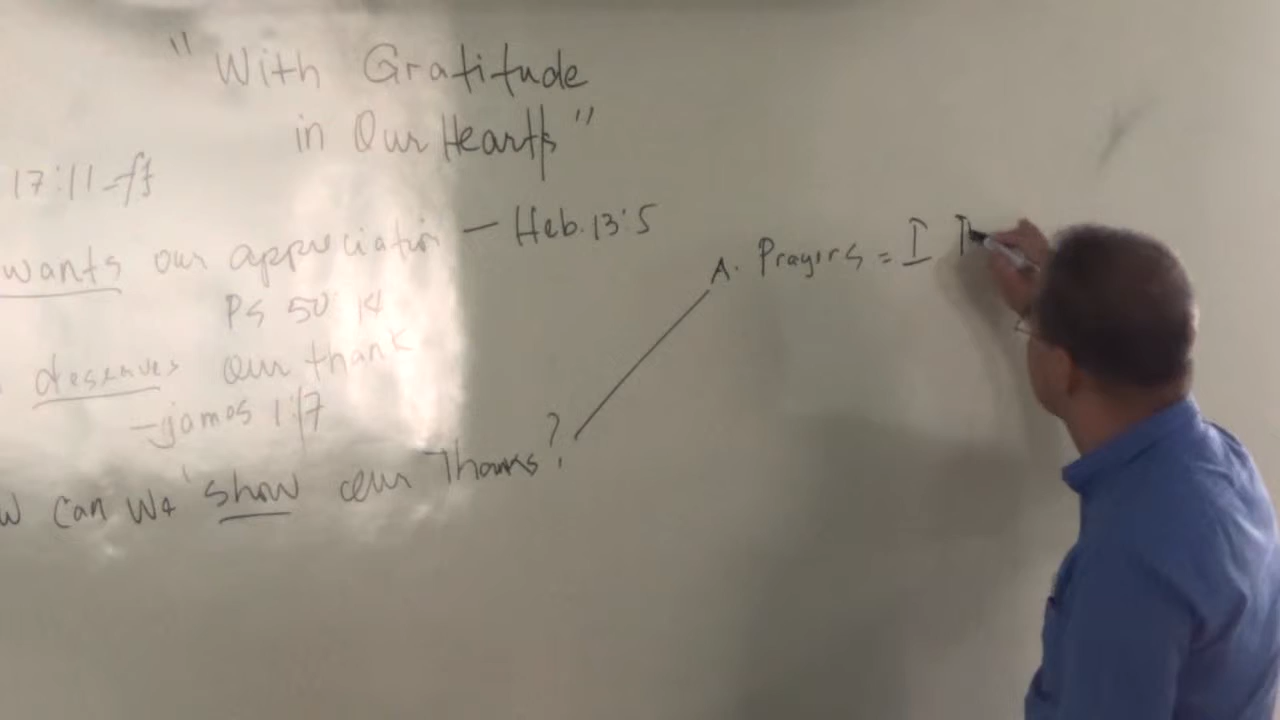 "With Gratitude
in Our Hearts"
17:11-ff
wants our appreciation — Heb. 13:5
PS 50 14
deserves our thank
-james 1:17
w can we show our Thanks?
A. Prayers = I Th